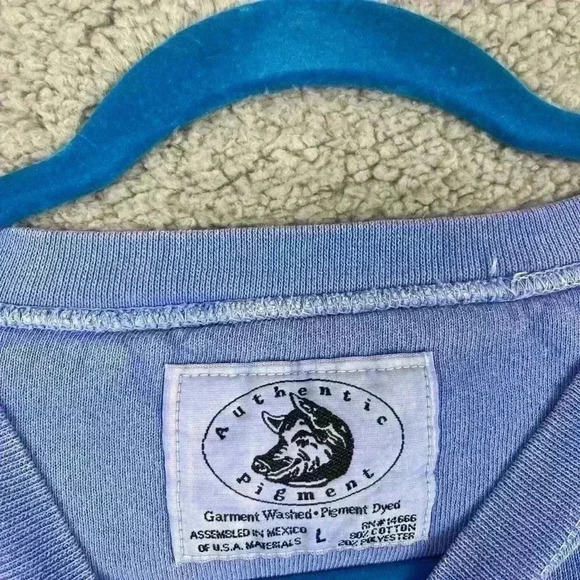 Authentic
Pigment
Garment Washed • Pigment Dyed
ASSEMBLED IN MEXICO
OF U.S.A. MATERIALS
L
RN#14666
80% COTTON
20% POLYESTER